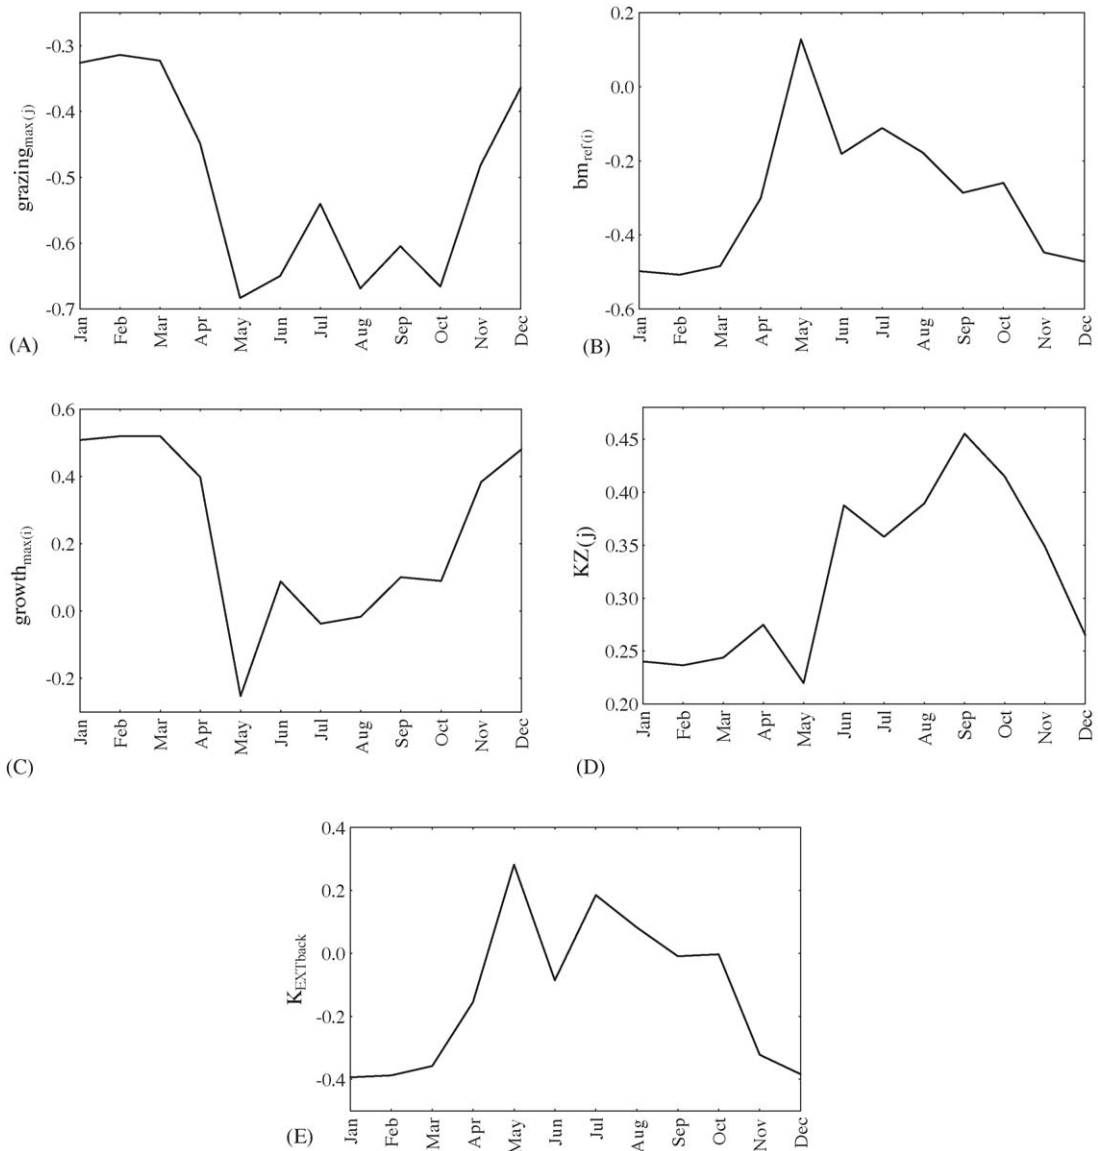 -0.3
-0.4
-0.5
-0.6
-0.7
grazing_max(j)
Jan Feb Mar Apr May Jun Jul Aug Sep Oct Nov Dec
(A)
0.2
0.0
-0.2
-0.4
-0.6
bm_ref(i)
Jan Feb Mar Apr May Jun Jul Aug Sep Oct Nov Dec
(B)
0.6
0.4
0.2
0.0
-0.2
growth_max(i)
Jan Feb Mar Apr May Jun Jul Aug Sep Oct Nov Dec
(C)
0.45
0.40
0.35
0.30
0.25
0.20
KZ(j)
Jan Feb Mar Apr May Jun Jul Aug Sep Oct Nov Dec
(D)
0.4
0.2
0.0
-0.2
-0.4
K_EXTback
Jan Feb Mar Apr May Jun Jul Aug Sep Oct Nov Dec
(E)